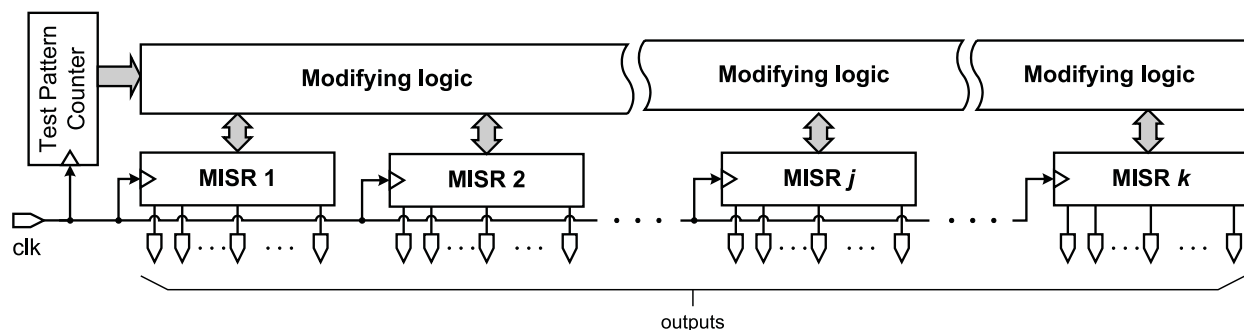 Test Pattern
Counter
Modifying logic
Modifying logic
Modifying logic
MISR 1
MISR 2
MISR j
MISR k
clk
outputs